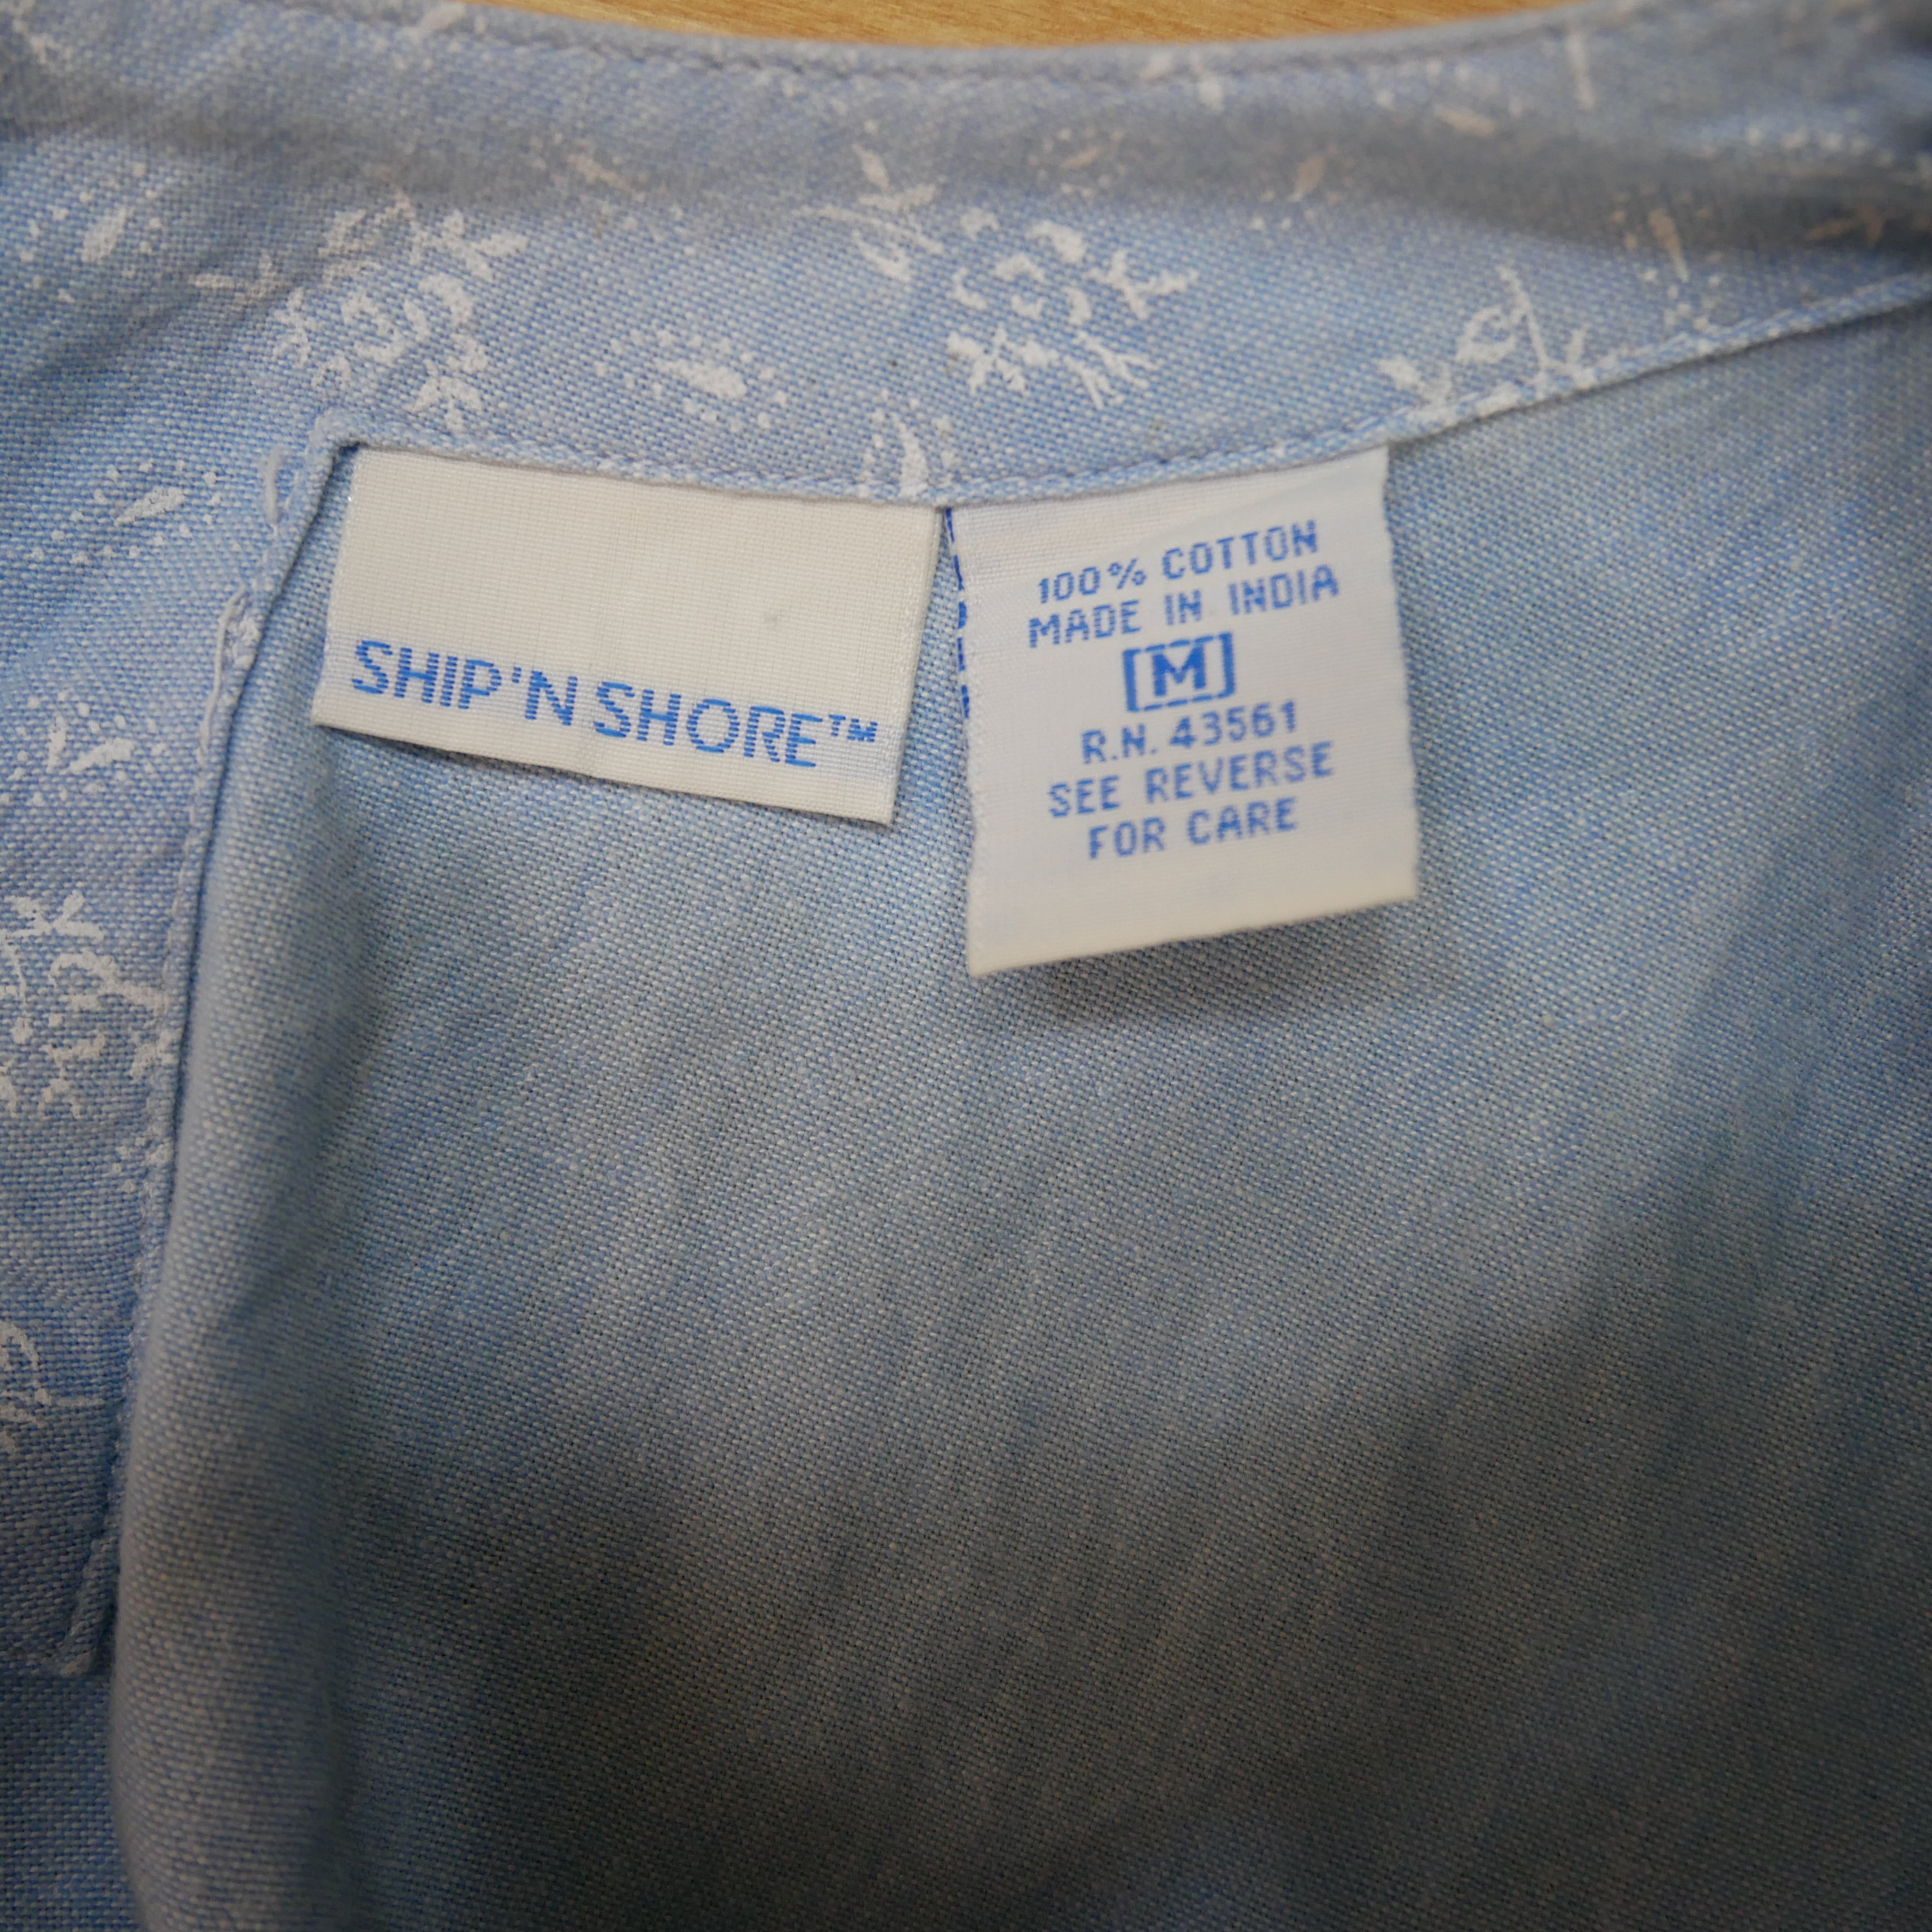 SHIP'N SHORE™
100% COTTON
MADE IN INDIA
[M]
R.N. 43561
SEE REVERSE
FOR CARE